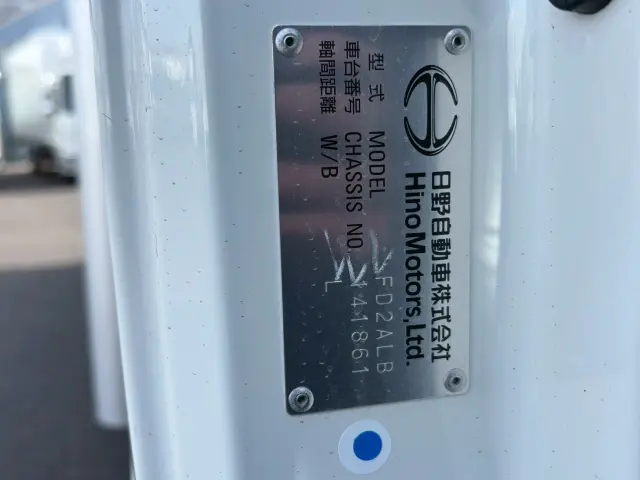 日野自動車株式会社
Hino Motors, Ltd.
型式 MODEL FD2ALB
車台番号 CHASSIS NO. 141861
軸間距離 W/B L